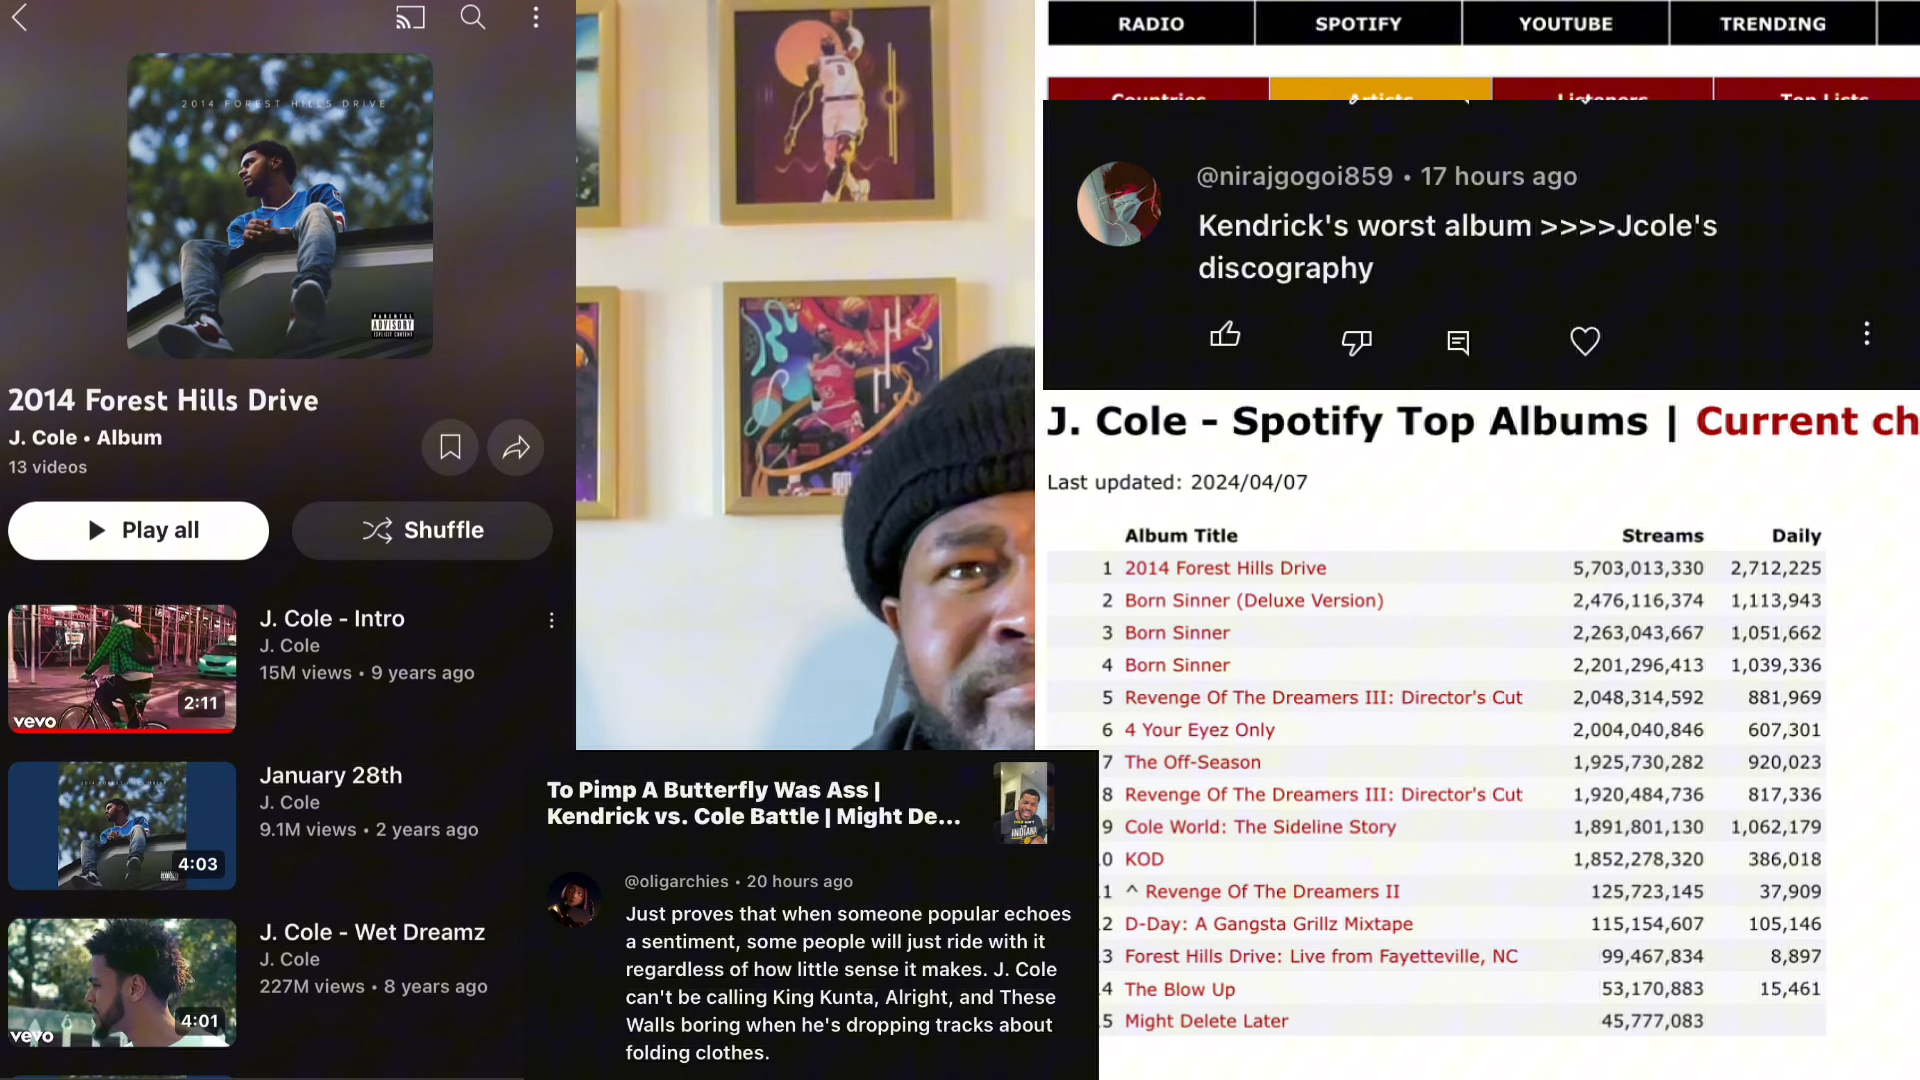 2014 FOREST HILLS DRIVE
PARENTAL
ADVISORY
EXPLICIT CONTENT
2014 Forest Hills Drive
J. Cole • Album
13 videos
Play all
Shuffle
J. Cole - Intro
J. Cole
15M views • 9 years ago
2:11
vevo
January 28th
J. Cole
9.1M views • 2 years ago
4:03
J. Cole - Wet Dreamz
J. Cole
227M views • 8 years ago
4:01
vevo
To Pimp A Butterfly Was Ass |
Kendrick vs. Cole Battle | Might De...
INDIANA
@oligarchies • 20 hours ago
Just proves that when someone popular echoes
a sentiment, some people will just ride with it
regardless of how little sense it makes. J. Cole
can't be calling King Kunta, Alright, and These
Walls boring when he's dropping tracks about
folding clothes.
RADIO SPOTIFY YOUTUBE TRENDING
Countries Artists Listeners Top Lists
@nirajgogoi859 • 17 hours ago
Kendrick's worst album >>>>Jcole's
discography
J. Cole - Spotify Top Albums | Current ch
Last updated: 2024/04/07
Album Title Streams Daily
1 2014 Forest Hills Drive 5,703,013,330 2,712,225
2 Born Sinner (Deluxe Version) 2,476,116,374 1,113,943
3 Born Sinner 2,263,043,667 1,051,662
4 Born Sinner 2,201,296,413 1,039,336
5 Revenge Of The Dreamers III: Director's Cut 2,048,314,592 881,969
6 4 Your Eyez Only 2,004,040,846 607,301
7 The Off-Season 1,925,730,282 920,023
8 Revenge Of The Dreamers III: Director's Cut 1,920,484,736 817,336
9 Cole World: The Sideline Story 1,891,801,130 1,062,179
0 KOD 1,852,278,320 386,018
1 ^ Revenge Of The Dreamers II 125,723,145 37,909
2 D-Day: A Gangsta Grillz Mixtape 115,154,607 105,146
3 Forest Hills Drive: Live from Fayetteville, NC 99,467,834 8,897
4 The Blow Up 53,170,883 15,461
5 Might Delete Later 45,777,083